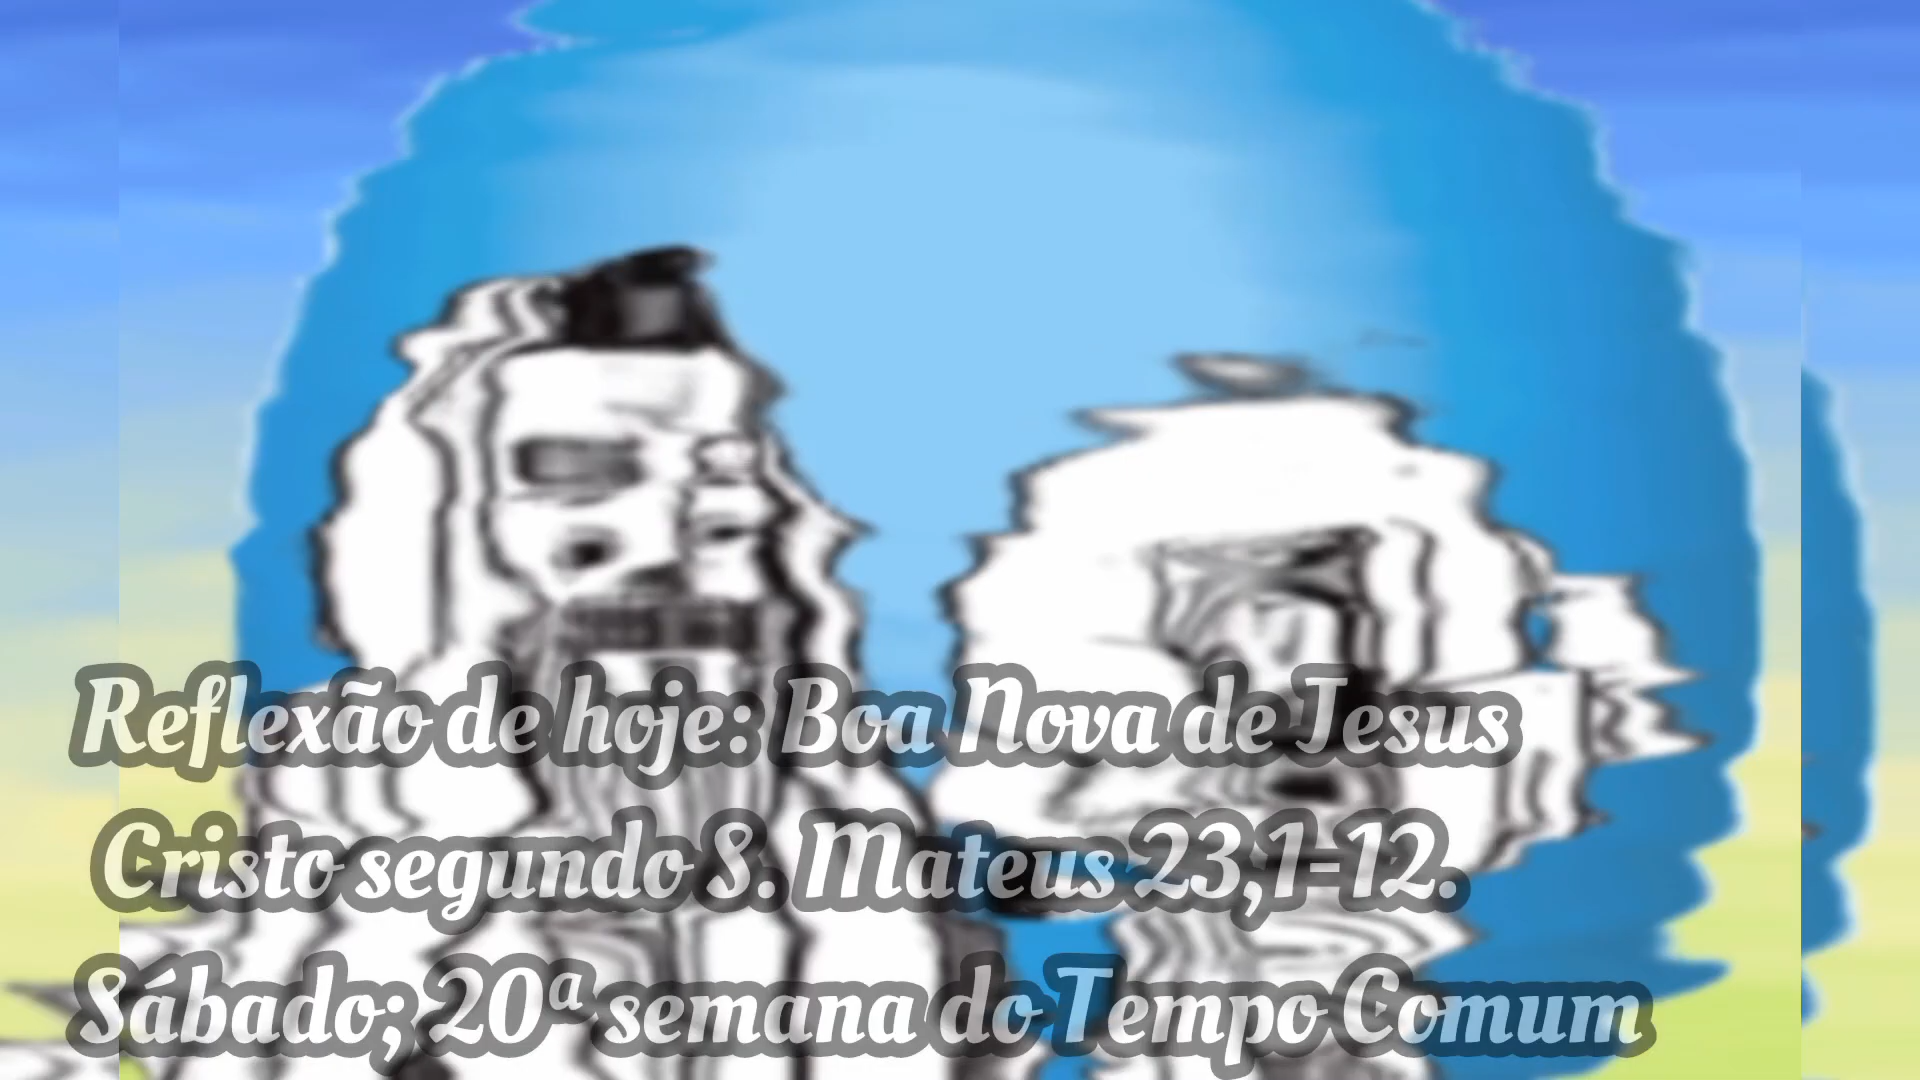 Reflexão de hoje: Boa Nova de Jesus
Cristo segundo S. Mateus 23,1-12.
Sábado; 20ª semana do Tempo Comum